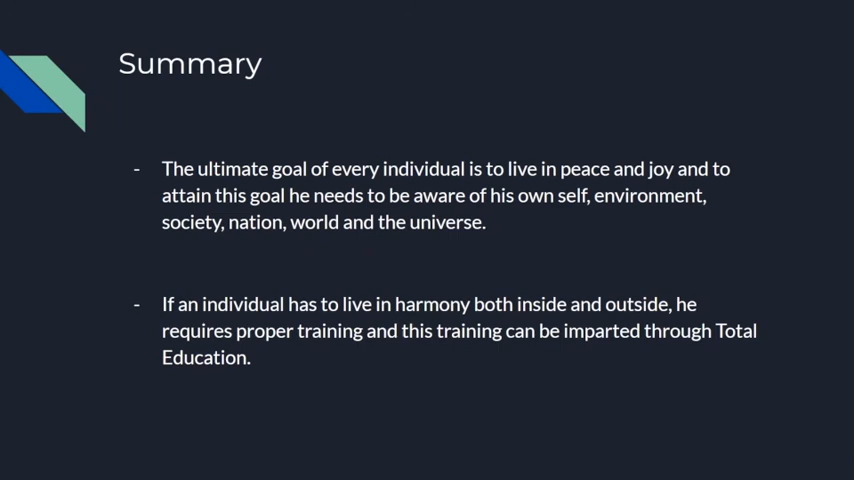 Summary
- The ultimate goal of every individual is to live in peace and joy and to
attain this goal he needs to be aware of his own self, environment,
society, nation, world and the universe.
- If an individual has to live in harmony both inside and outside, he
requires proper training and this training can be imparted through Total
Education.